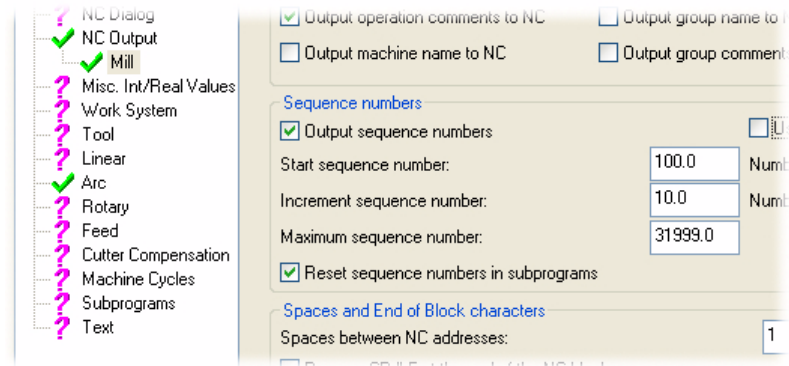 NC Dialog
NC Output
Mill
Misc. Int/Real Values
Work System
Tool
Linear
Arc
Rotary
Feed
Cutter Compensation
Machine Cycles
Subprograms
Text
Output operation comments to NC Output group name to
Output machine name to NC Output group comment
Sequence numbers
Output sequence numbers
Start sequence number: 100.0
Increment sequence number: 10.0
Maximum sequence number: 31999.0
Reset sequence numbers in subprograms
Spaces and End of Block characters
Spaces between NC addresses: 1